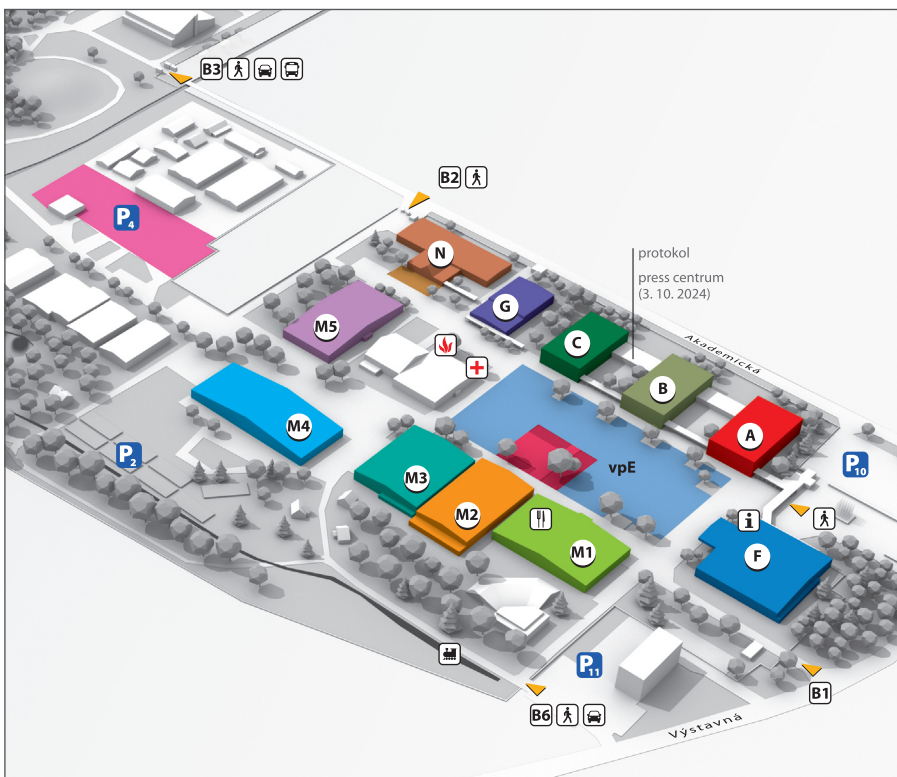 B3
B2
P4
N
protokol
press centrum
(3. 10. 2024)
G
M5
C
Akademická
B
M4
A
P2
vpE
P10
M3
M2
M1
F
P11
B1
B6
Výstavná